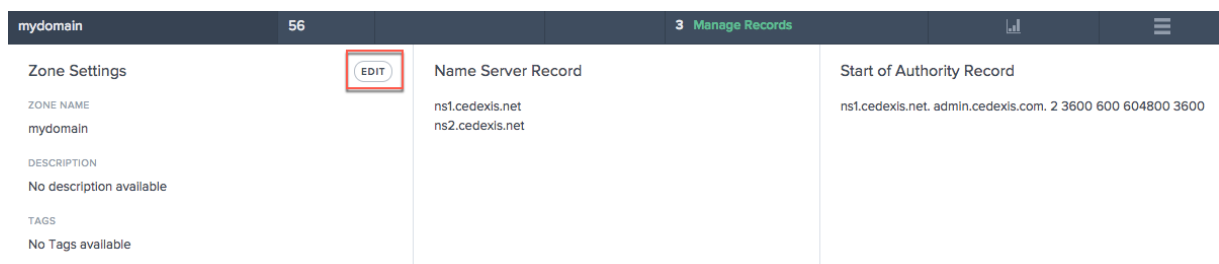 mydomain 56 3 Manage Records
Zone Settings EDIT Name Server Record Start of Authority Record
ZONE NAME ns1.cedexis.net ns1.cedexis.net. admin.cedexis.com. 2 3600 600 604800 3600
mydomain ns2.cedexis.net
DESCRIPTION
No description available
TAGS
No Tags available